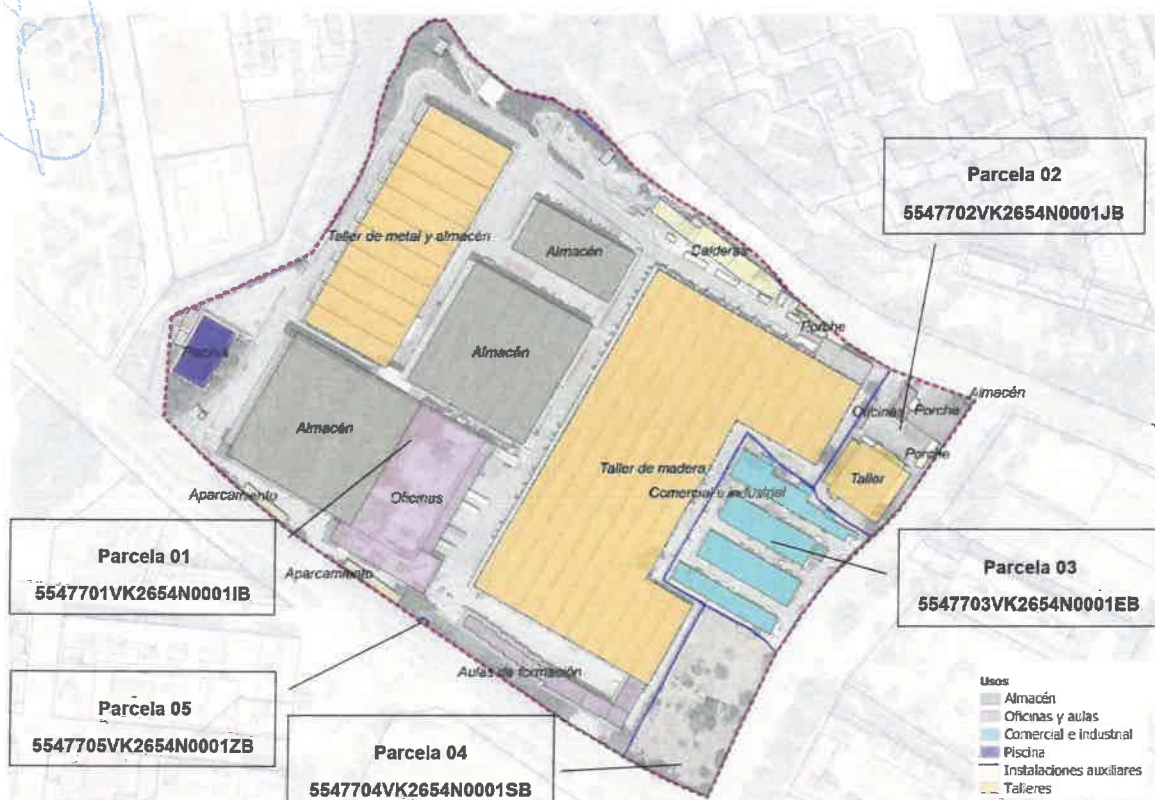 Parcela 02
5547702VK2654N0001JB
Taller de metal y almacén
Almacén
Calderas
Porche
Piscina
Almacén
Almacén
Oficinas
Porche
Porche
Almacén
Taller de madera
Comercial e industrial
Taller
Aparcamiento
Oficinas
Parcela 01
5547701VK2654N0001IB
Aparcamiento
Parcela 03
5547703VK2654N0001EB
Aulas de formación
Parcela 05
5547705VK2654N0001ZB
Parcela 04
5547704VK2654N0001SB
Usos
Almacén
Oficinas y aulas
Comercial e industrial
Piscina
Instalaciones auxiliares
Talleres